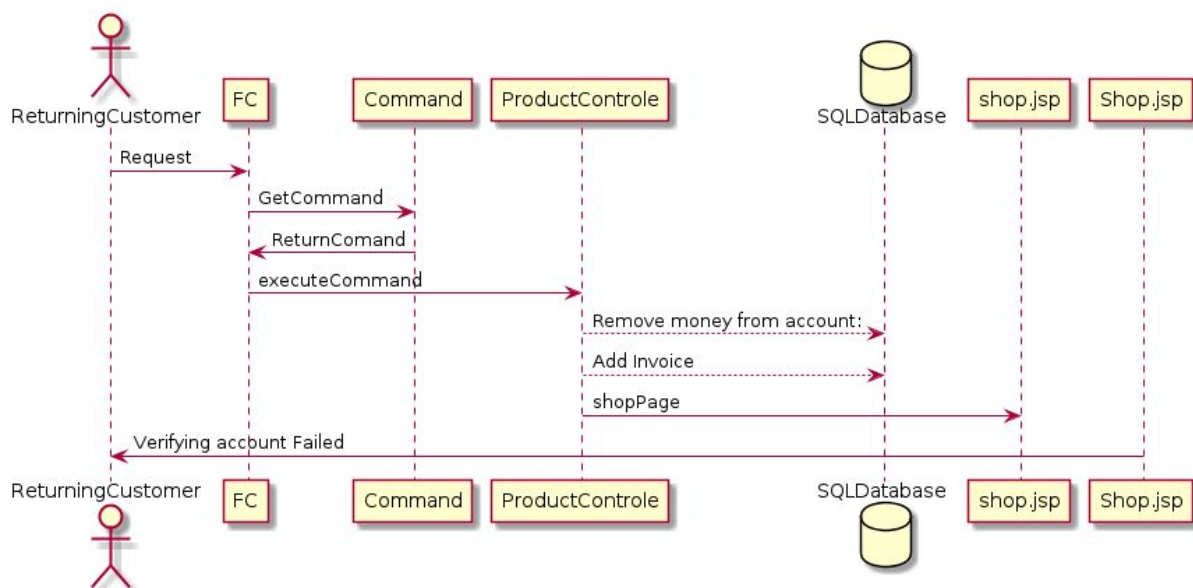 ReturningCustomer
FC
Command
ProductControle
SQLDatabase
shop.jsp
Shop.jsp
Request
GetCommand
ReturnComand
executeCommand
Remove money from account:
Add Invoice
shopPage
Verifying account Failed
ReturningCustomer
FC
Command
ProductControle
SQLDatabase
shop.jsp
Shop.jsp